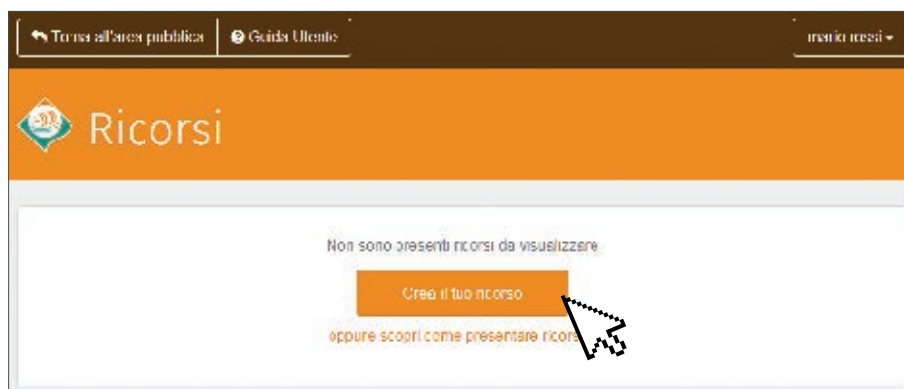 Torna all'area pubblica
Guida Utente
mario rossi
Ricorsi
Non sono presenti ricorsi da visualizzare
Crea il tuo ricorso
oppure scopri come presentare ricors